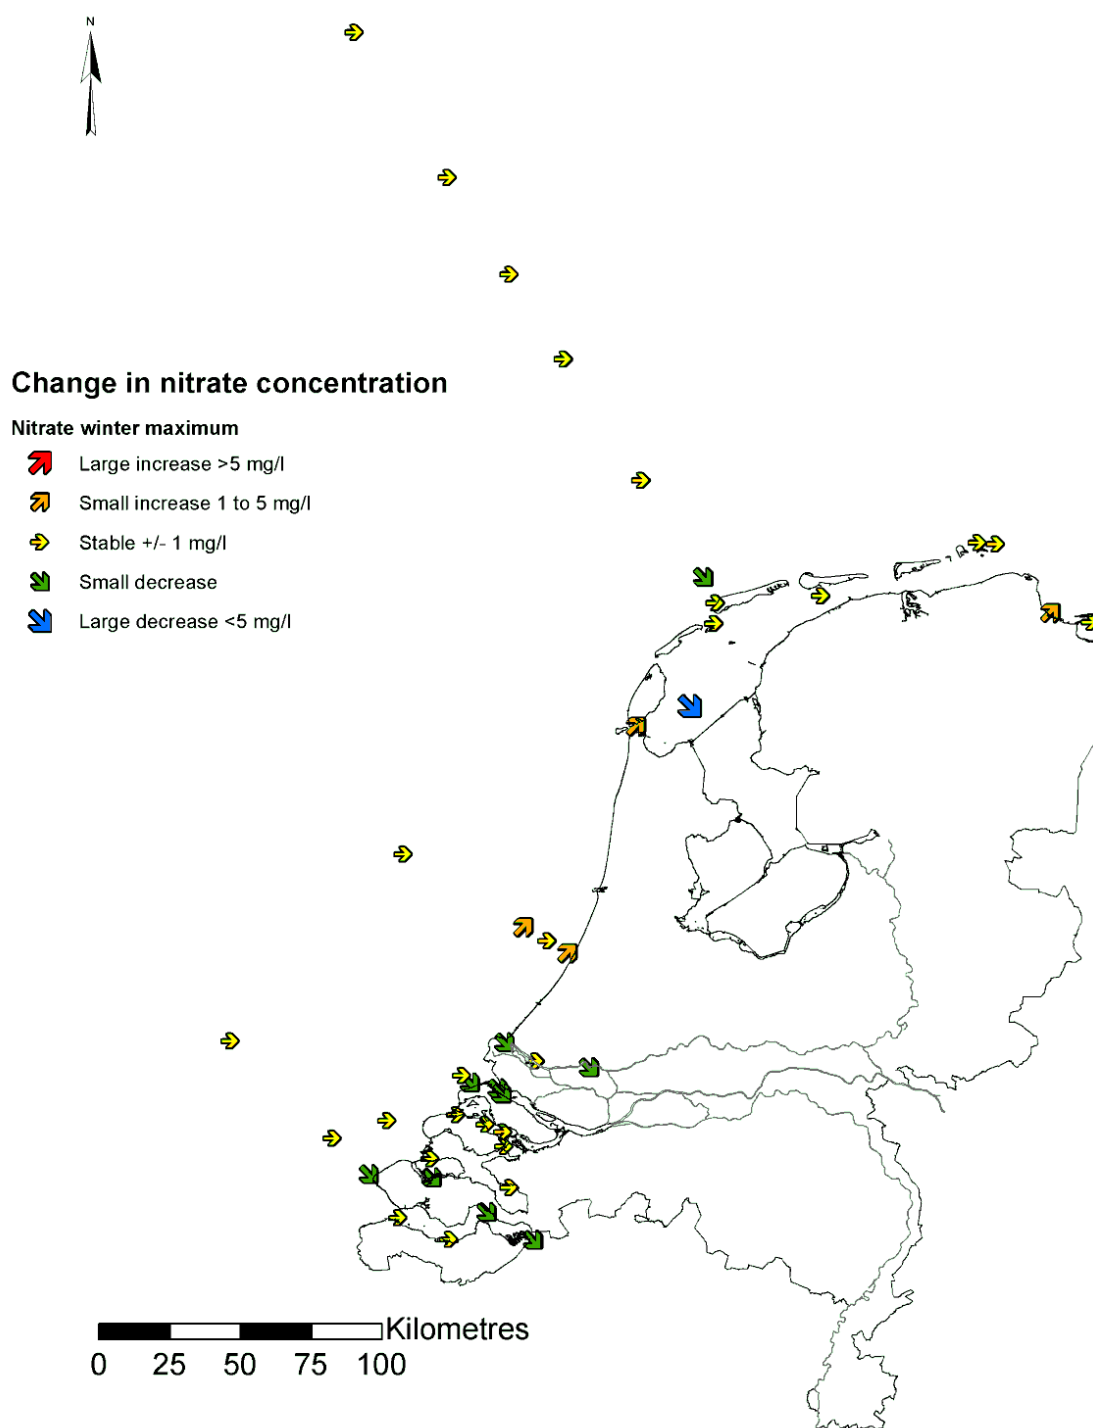 N
Change in nitrate concentration
Nitrate winter maximum
Large increase >5 mg/l
Small increase 1 to 5 mg/l
Stable +/- 1 mg/l
Small decrease
Large decrease <5 mg/l
Kilometres
0 25 50 75 100